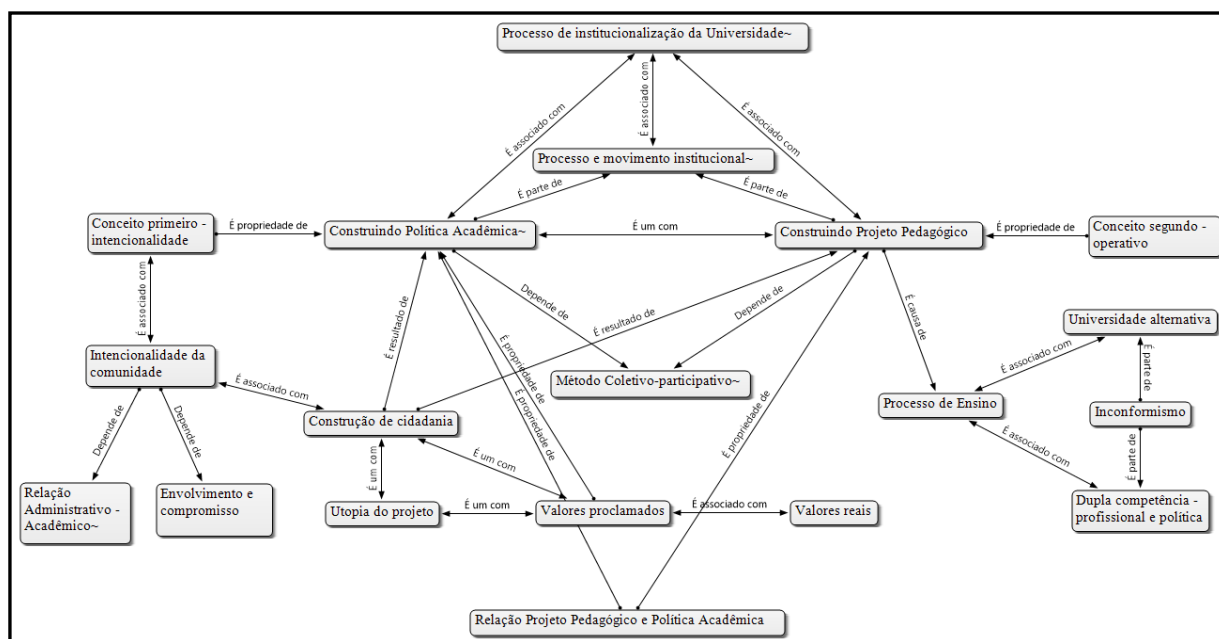 Processo de institucionalização da Universidade~
É associado com
É associado com
É associado com
Processo e movimento institucional~
É parte de
É parte de
Conceito primeiro -
intencionalidade
É propriedade de
Construindo Política Acadêmica~
É um com
Construindo Projeto Pedagógico
É propriedade de
Conceito segundo -
operativo
É associado com
É resultado de
É propriedade de
É propriedade de
Depende de
É resultado de
Depende de
É propriedade de
É causa de
Universidade alternativa
Intencionalidade da
comunidade
É associado com
Método Coletivo-participativo~
É associado com
É parte de
Construção de cidadania
Processo de Ensino
Inconformismo
Depende de
Depende de
É um com
É um com
É associado com
É parte de
Relação
Administrativo -
Acadêmico~
Envolvimento e
compromisso
Utopia do projeto
É um com
Valores proclamados
É associado com
Valores reais
Dupla competência -
profissional e política
Relação Projeto Pedagógico e Política Acadêmica